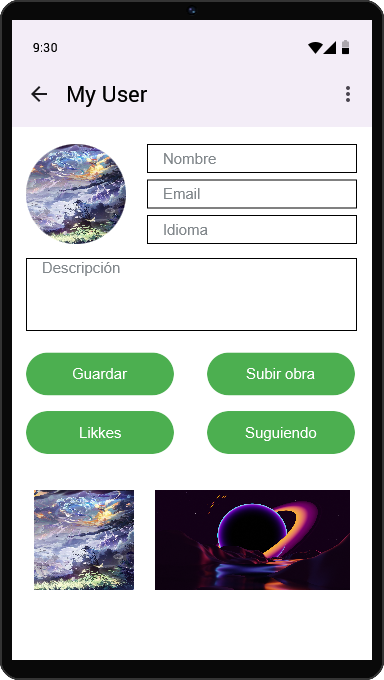 9:30
My User
Nombre
Email
Idioma
Descripción
Guardar
Subir obra
Likkes
Suguiendo